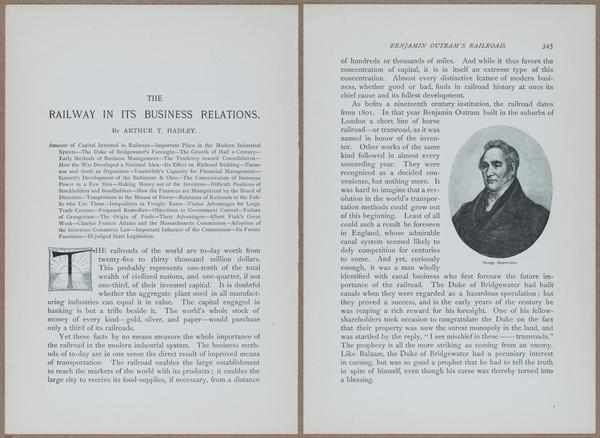 THE
RAILWAY IN ITS BUSINESS RELATIONS.
By ARTHUR T. HADLEY.
Amount of Capital Invested in Railways—Important Place in the Modern Industrial
System—The Duke of Bridgewater's Foresight—The Growth of Half a Century—
Early Methods of Business Management—The Tendency toward Consolidation—
How the War Developed a National Idea—Its Effect on Railroad Building—Thom-
son and Scott as Organizers—Vanderbilt's Capacity for Financial Management—
Garrett's Development of the Baltimore & Ohio—The Concentration of Immense
Power in a Few Men—Making Money out of the Investors—Difficult Positions of
Stockholders and Bondholders—How the Finances are Manipulated by the Board of
Directors—Temptations to the Misuse of Power—Relations of Railroads to the Pub-
lic who Use Them—Inequalities in Freight Rates—Undue Advantages for Large
Trade Centres—Proposed Remedies—Objections to Government Control—Failure
of Grangerism—The Origin of Pools—Their Advantages—Albert Fink's Great
Work—Charles Francis Adams and the Massachusetts Commission—Adoption of
the Interstate Commerce Law—Important Influence of the Commission—Its Future
Functions—Ill-judged State Legislation.
THE railroads of the world are to-day worth from
twenty-five to thirty thousand million dollars.
This probably represents one-tenth of the total
wealth of civilized nations, and one-quarter, if not
one-third, of their invested capital. It is doubtful
whether the aggregate plant used in all manufact-
uring industries can equal it in value. The capital engaged in
banking is but a trifle beside it. The world's whole stock of
money of every kind—gold, silver, and paper—would purchase
only a third of its railroads.
Yet these facts by no means measure the whole importance of
the railroad in the modern industrial system. The business meth-
ods of to-day are in one sense the direct result of improved means
of transportation. The railroad enables the large establishment
to reach the markets of the world with its products; it enables the
large city to receive its food-supplies, if necessary, from a distance
BENJAMIN OUTRAM'S RAILROAD. 345
of hundreds or thousands of miles. And while it thus favors the
concentration of capital, it is in itself an extreme type of this
concentration. Almost every distinctive feature of modern busi-
ness, whether good or bad, finds in railroad history at once its
chief cause and its fullest development.
As befits a nineteenth century institution, the railroad dates
from 1801. In that year Benjamin Outram built in the suburbs of
London a short line of horse
railroad—or tramroad, as it was
named in honor of the inven-
tor. Other works of the same
kind followed in almost every
succeeding year. They were
recognized as a decided con-
venience, but nothing more. It
was hard to imagine that a rev-
olution in the world's transpor-
tation methods could grow out
of this beginning. Least of all
could such a result be foreseen
in England, whose admirable
canal system seemed likely to
defy competition for centuries
to come. And yet, curiously
enough, it was a man wholly
George Stephenson.
identified with canal business who first foresaw the future im-
portance of the railroad. The Duke of Bridgewater had built
canals when they were regarded as a hazardous speculation; but
they proved a success, and in the early years of the century he
was reaping a rich reward for his foresight. One of his fellow-
shareholders took occasion to congratulate the Duke on the fact
that their property was now the surest monopoly in the land, and
was startled by the reply, "I see mischief in these —— tramroads."
The prophecy is all the more striking as coming from an enemy.
Like Balaam, the Duke of Bridgewater had a pecuniary interest
in cursing, but was so good a prophet that he had to tell the truth
in spite of himself, even though his curse was thereby turned into
a blessing.